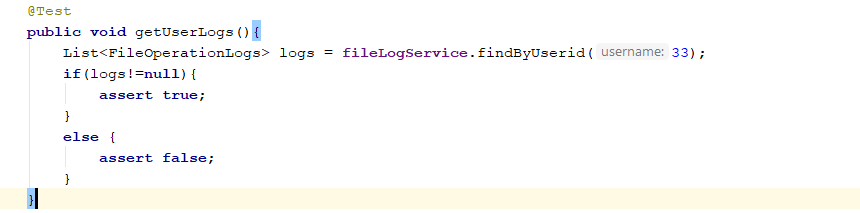 @Test
public void getUserLogs(){
List<FileOperationLogs> logs = fileLogService.findByUserid( username: 33);
if(logs!=null){
assert true;
}
else {
assert false;
}
}